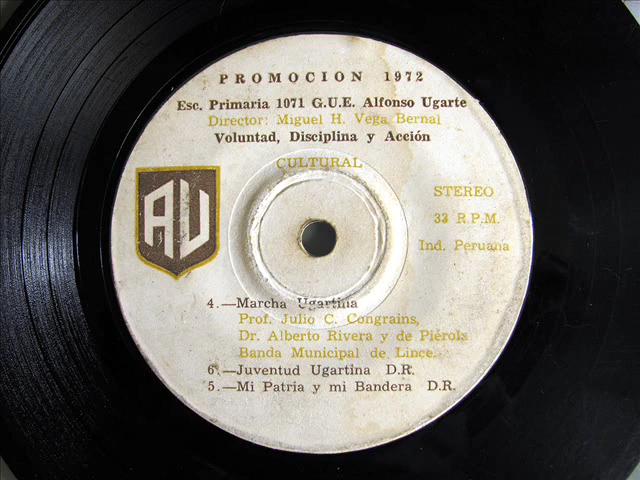 PROMOCION 1972
Esc. Primaria 1071 G.U.E. Alfonso Ugarte
Director: Miguel H. Vega Bernal
Voluntad, Disciplina y Acción
CULTURAL
AU
STEREO
33 R.P.M.
Ind. Peruana
4.—Marcha Ugartina
Prof. Julio C. Congrains,
Dr. Alberto Rivera y de Piérola
Banda Municipal de Lince.
6.—Juventud Ugartina D.R.
5.—Mi Patria y mi Bandera D.R.